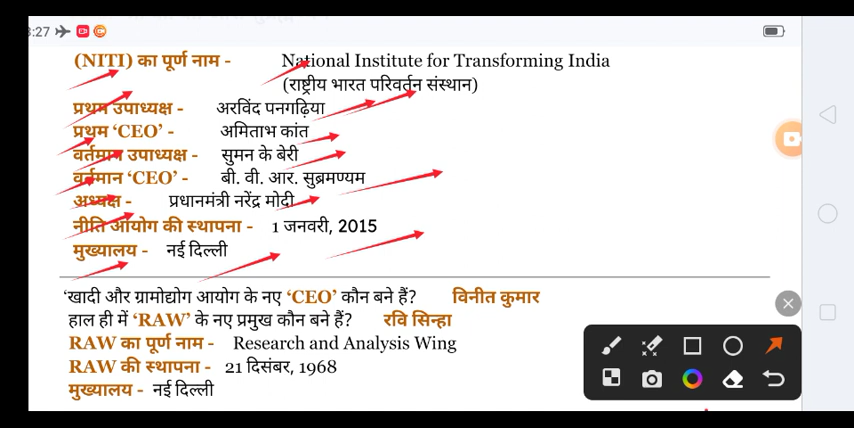 :27
(NITI) का पूर्ण नाम - National Institute for Transforming India
(राष्ट्रीय भारत परिवर्तन संस्थान)
प्रथम उपाध्यक्ष - अरविंद पनगढ़िया
प्रथम ‘CEO’ - अमिताभ कांत
वर्तमान उपाध्यक्ष - सुमन के बेरी
वर्तमान ‘CEO’ - बी. वी. आर. सुब्रमण्यम
अध्यक्ष - प्रधानमंत्री नरेंद्र मोदी
नीति आयोग की स्थापना - 1 जनवरी, 2015
मुख्यालय - नई दिल्ली
‘खादी और ग्रामोद्योग आयोग के नए ‘CEO’ कौन बने हैं? विनीत कुमार
हाल ही में ‘RAW’ के नए प्रमुख कौन बने हैं? रवि सिन्हा
RAW का पूर्ण नाम - Research and Analysis Wing
RAW की स्थापना - 21 दिसंबर, 1968
मुख्यालय - नई दिल्ली